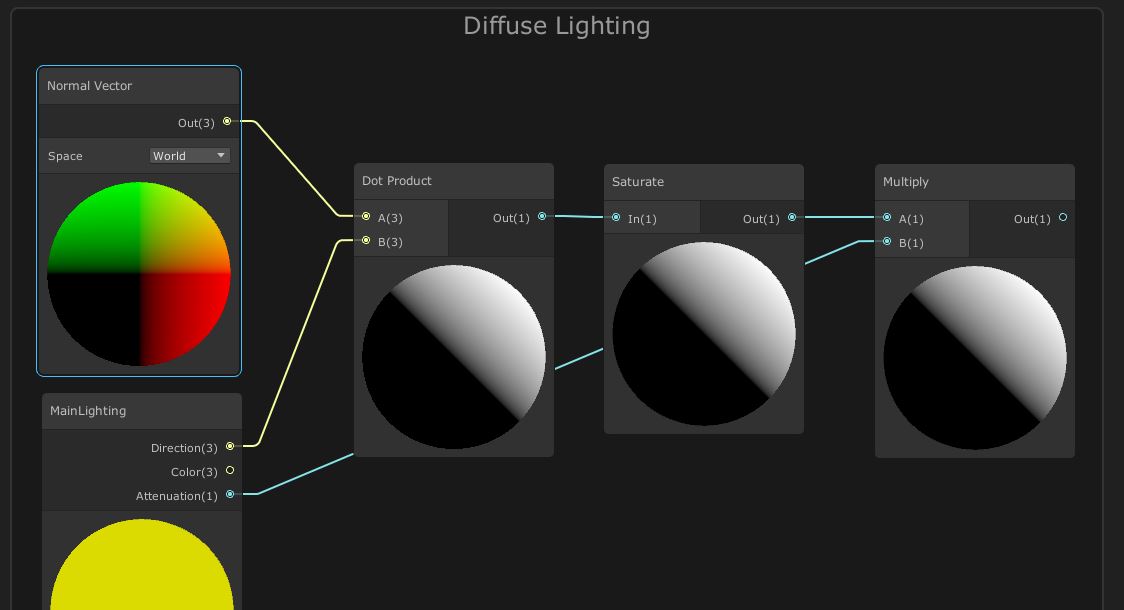 Diffuse Lighting
Normal Vector
Out(3)
Space World
Dot Product
A(3) Out(1)
B(3)
Saturate
In(1) Out(1)
Multiply
A(1) Out(1)
B(1)
MainLighting
Direction(3)
Color(3)
Attenuation(1)